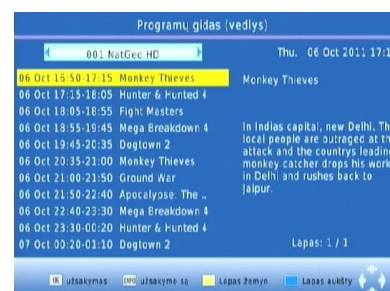 Programų gidas (vedlys)
001 NatGeo HD
Thu. 06 Oct 2011 17:1
06 Oct 16:50-17:15 Monkey Thieves
06 Oct 17:15-18:05 Hunter & Hunted 4
06 Oct 18:05-18:55 Fight Masters
06 Oct 18:55-19:45 Mega Breakdown 4
06 Oct 19:45-20:35 Dogtown 2
06 Oct 20:35-21:00 Monkey Thieves
06 Oct 21:00-21:50 Ground War
06 Oct 21:50-22:40 Apocalypse: The ..
06 Oct 22:40-23:30 Mega Breakdown 4
06 Oct 23:30-00:20 Hunter & Hunted 4
07 Oct 00:20-01:10 Dogtown 2
Monkey Thieves
In Indias capital, new Delhi. Th
local people are outraged at th
attack and the countrys leadin
monkey catcher drops his work
in Delhi and rushes back to
Jaipur.
Lapas: 1 / 1
OK užsakymas INFO užsakymo są Lapas žemyn Lapas aukšty